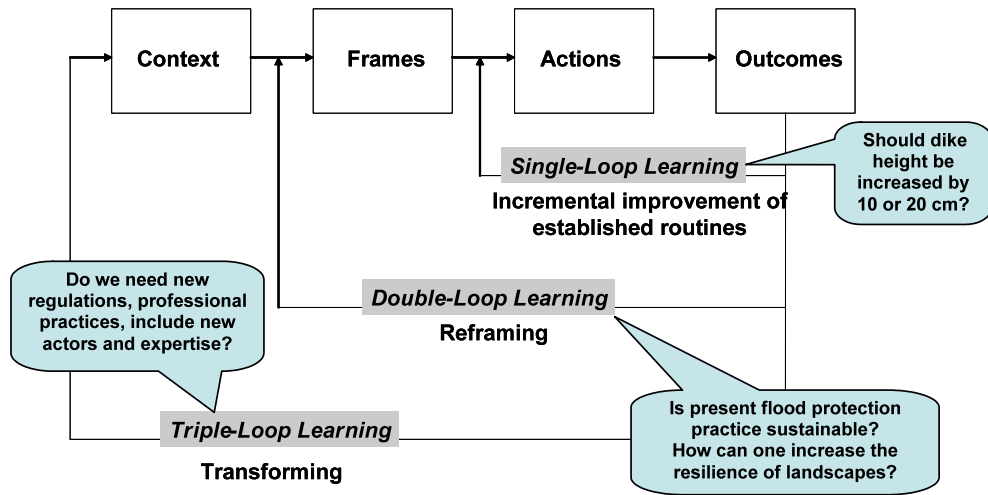 Context
Frames
Actions
Outcomes
Single-Loop Learning
Incremental improvement of
established routines
Should dike
height be
increased by
10 or 20 cm?
Do we need new
regulations, professional
practices, include new
actors and expertise?
Double-Loop Learning
Reframing
Is present flood protection
practice sustainable?
How can one increase the
resilience of landscapes?
Triple-Loop Learning
Transforming